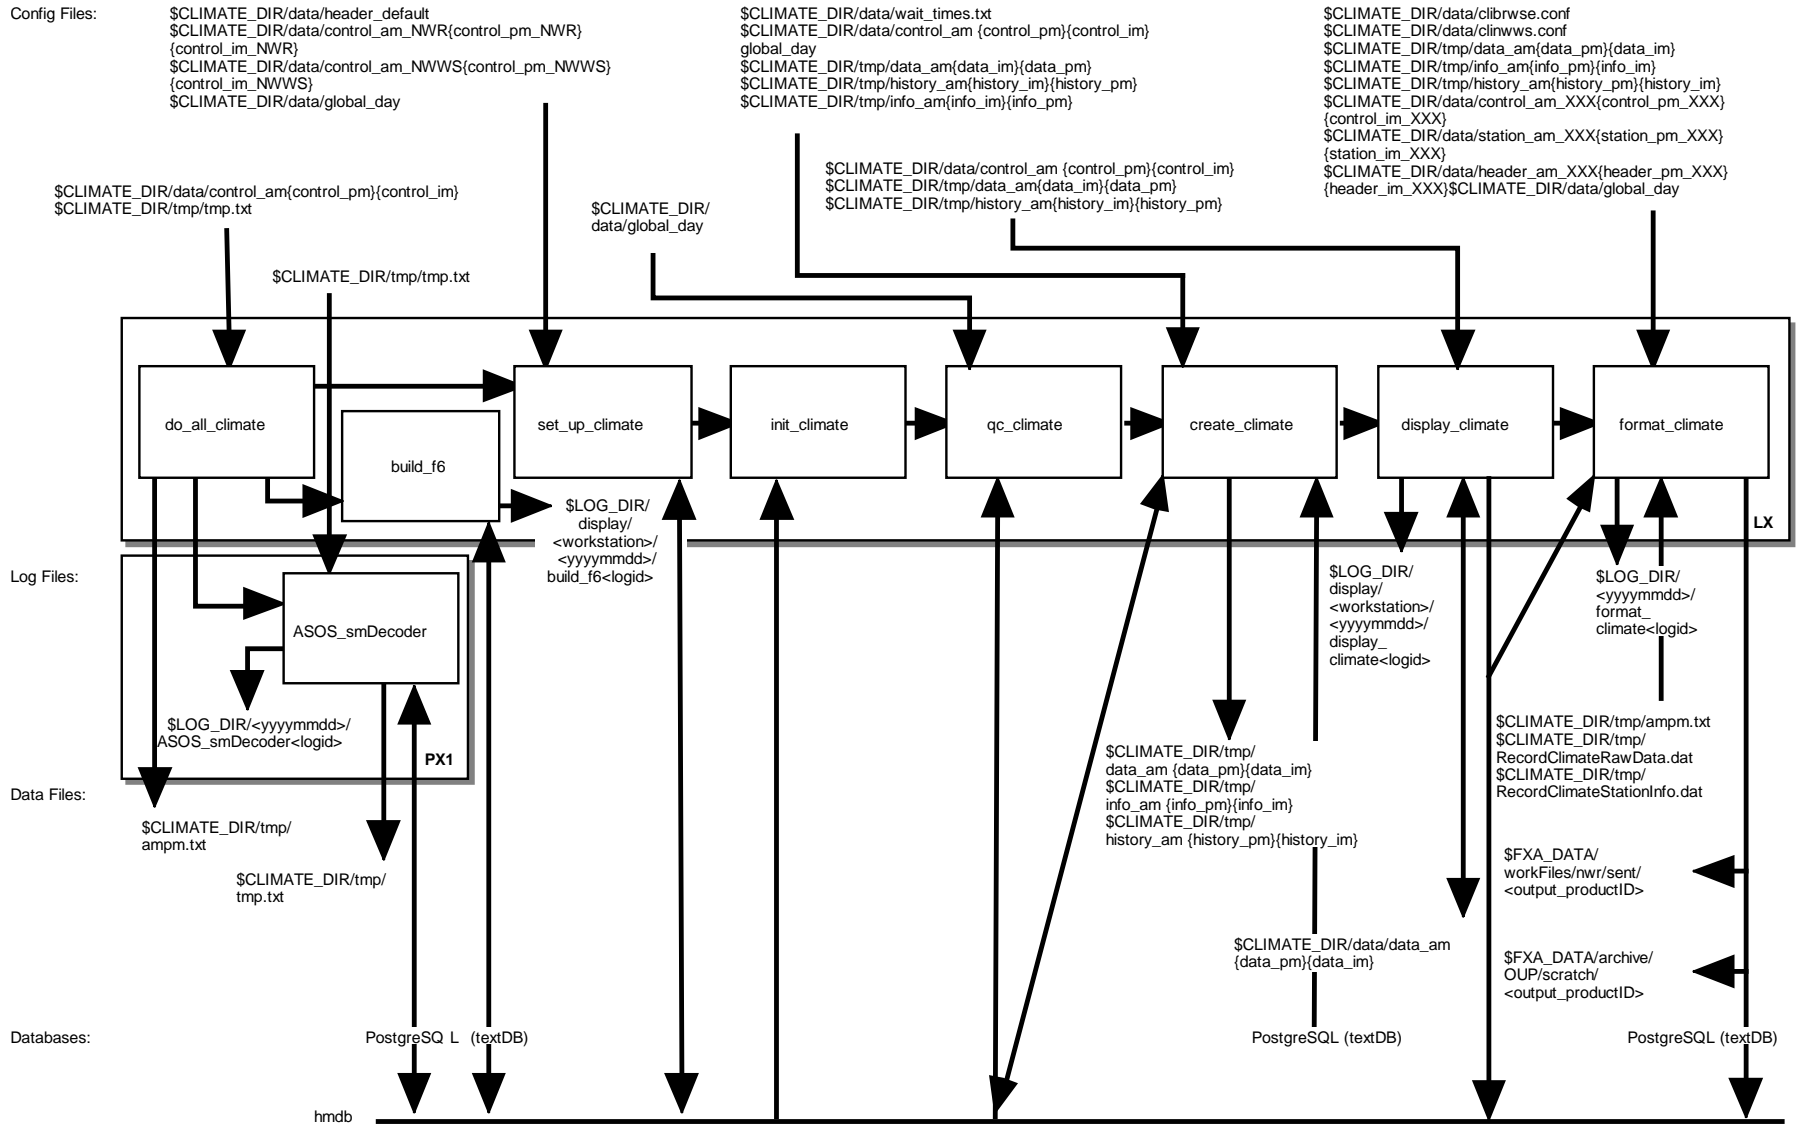 Config Files:
$CLIMATE_DIR/data/header_default
$CLIMATE_DIR/data/control_am_NWR{control_pm_NWR}
{control_im_NWR}
$CLIMATE_DIR/data/control_am_NWWS{control_pm_NWWS}
{control_im_NWWS}
$CLIMATE_DIR/data/global_day
$CLIMATE_DIR/data/wait_times.txt
$CLIMATE_DIR/data/control_am {control_pm}{control_im}
global_day
$CLIMATE_DIR/tmp/data_am{data_im}{data_pm}
$CLIMATE_DIR/tmp/history_am{history_im}{history_pm}
$CLIMATE_DIR/tmp/info_am{info_im}{info_pm}
$CLIMATE_DIR/data/clibrwse.conf
$CLIMATE_DIR/data/clinwws.conf
$CLIMATE_DIR/tmp/data_am{data_pm}{data_im}
$CLIMATE_DIR/tmp/info_am{info_pm}{info_im}
$CLIMATE_DIR/tmp/history_am{history_pm}{history_im}
$CLIMATE_DIR/data/control_am_XXX{control_pm_XXX}
{control_im_XXX}
$CLIMATE_DIR/data/station_am_XXX{station_pm_XXX}
{station_im_XXX}
$CLIMATE_DIR/data/header_am_XXX{header_pm_XXX}
{header_im_XXX}$CLIMATE_DIR/data/global_day
$CLIMATE_DIR/data/control_am{control_pm}{control_im}
$CLIMATE_DIR/tmp/tmp.txt
$CLIMATE_DIR/
data/global_day
$CLIMATE_DIR/data/control_am {control_pm}{control_im}
$CLIMATE_DIR/tmp/data_am{data_im}{data_pm}
$CLIMATE_DIR/tmp/history_am{history_im}{history_pm}
$CLIMATE_DIR/tmp/tmp.txt
do_all_climate
build_f6
set_up_climate
init_climate
qc_climate
create_climate
display_climate
format_climate
LX
$LOG_DIR/
display/
<workstation>/
<yyyymmdd>/
build_f6<logid>
Log Files:
ASOS_smDecoder
$LOG_DIR/<yyyymmdd>/
ASOS_smDecoder<logid>
PX1
$LOG_DIR/
display/
<workstation>/
<yyyymmdd>/
display_
climate<logid>
$LOG_DIR/
<yyyymmdd>/
format_
climate<logid>
Data Files:
$CLIMATE_DIR/tmp/
ampm.txt
$CLIMATE_DIR/tmp/
tmp.txt
$CLIMATE_DIR/tmp/
data_am {data_pm}{data_im}
$CLIMATE_DIR/tmp/
info_am {info_pm}{info_im}
$CLIMATE_DIR/tmp/
history_am {history_pm}{history_im}
$CLIMATE_DIR/tmp/ampm.txt
$CLIMATE_DIR/tmp/
RecordClimateRawData.dat
$CLIMATE_DIR/tmp/
RecordClimateStationInfo.dat
$FXA_DATA/
workFiles/nwr/sent/
<output_productID>
$CLIMATE_DIR/data/data_am
{data_pm}{data_im}
$FXA_DATA/archive/
OUP/scratch/
<output_productID>
Databases:
PostgreSQ L (textDB)
PostgreSQL (textDB)
PostgreSQL (textDB)
hmdb